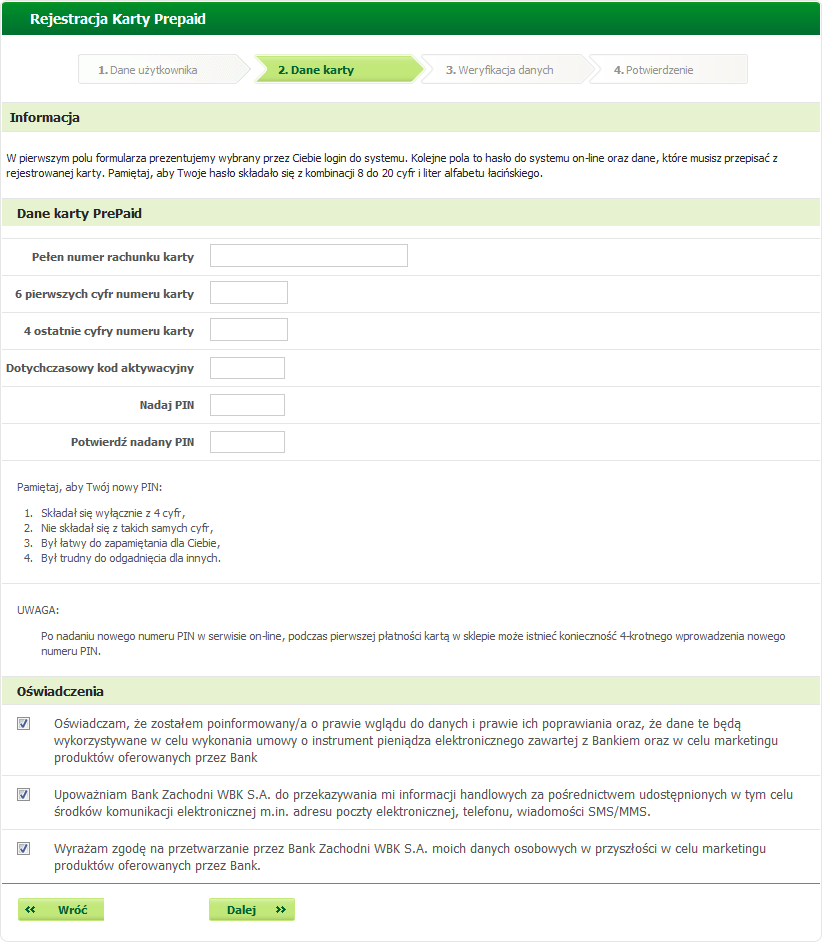 Rejestracja Karty Prepaid
1. Dane użytkownika
2. Dane karty
3. Weryfikacja danych
4. Potwierdzenie
Informacja
W pierwszym polu formularza prezentujemy wybrany przez Ciebie login do systemu. Kolejne pola to hasło do systemu on-line oraz dane, które musisz przepisać z
rejestrowanej karty. Pamiętaj, aby Twoje hasło składało się z kombinacji 8 do 20 cyfr i liter alfabetu łacińskiego.
Dane karty PrePaid
Pełen numer rachunku karty
6 pierwszych cyfr numeru karty
4 ostatnie cyfry numeru karty
Dotychczasowy kod aktywacyjny
Nadaj PIN
Potwierdź nadany PIN
Pamiętaj, aby Twój nowy PIN:
1. Składał się wyłącznie z 4 cyfr,
2. Nie składał się z takich samych cyfr,
3. Był łatwy do zapamiętania dla Ciebie,
4. Był trudny do odgadnięcia dla innych.
UWAGA:
Po nadaniu nowego numeru PIN w serwisie on-line, podczas pierwszej płatności kartą w sklepie może istnieć konieczność 4-krotnego wprowadzenia nowego
numeru PIN.
Oświadczenia
Oświadczam, że zostałem poinformowany/a o prawie wglądu do danych i prawie ich poprawiania oraz, że dane te będą
wykorzystywane w celu wykonania umowy o instrument pieniądza elektronicznego zawartej z Bankiem oraz w celu marketingu
produktów oferowanych przez Bank
Upoważniam Bank Zachodni WBK S.A. do przekazywania mi informacji handlowych za pośrednictwem udostępnionych w tym celu
środków komunikacji elektronicznej m.in. adresu poczty elektronicznej, telefonu, wiadomości SMS/MMS.
Wyrażam zgodę na przetwarzanie przez Bank Zachodni WBK S.A. moich danych osobowych w przyszłości w celu marketingu
produktów oferowanych przez Bank.
Wróć
Dalej